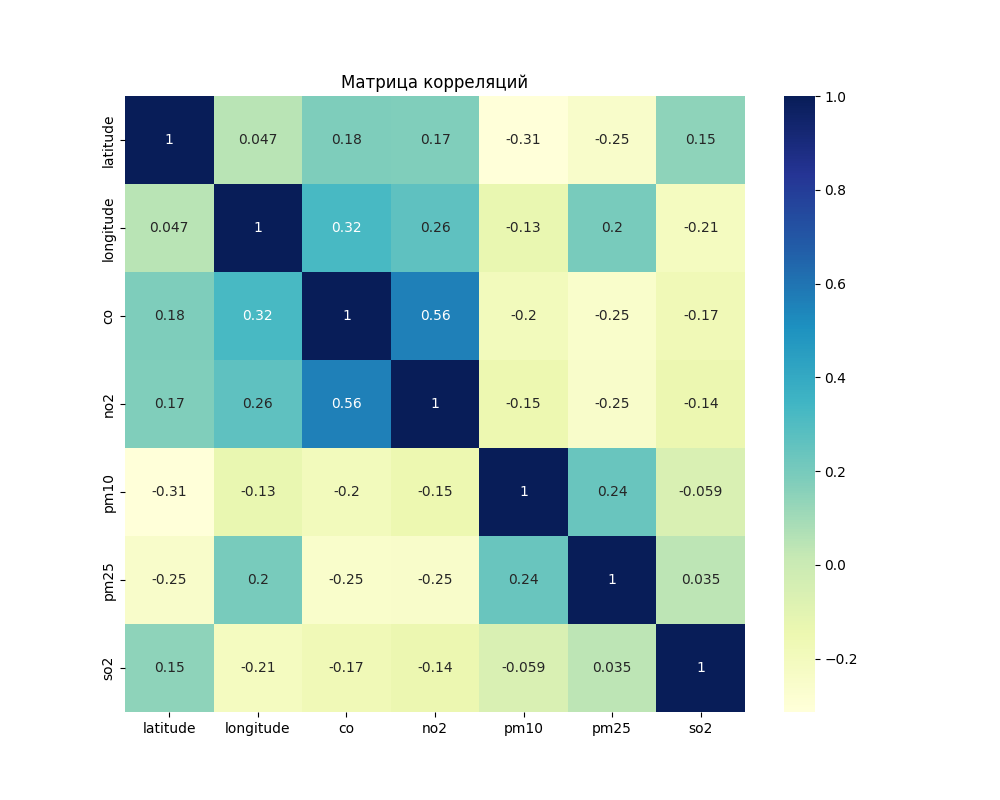 Матрица корреляций
latitude 1 0.047 0.18 0.17 -0.31 -0.25 0.15
longitude 0.047 1 0.32 0.26 -0.13 0.2 -0.21
co 0.18 0.32 1 0.56 -0.2 -0.25 -0.17
no2 0.17 0.26 0.56 1 -0.15 -0.25 -0.14
pm10 -0.31 -0.13 -0.2 -0.15 1 0.24 -0.059
pm25 -0.25 0.2 -0.25 -0.25 0.24 1 0.035
so2 0.15 -0.21 -0.17 -0.14 -0.059 0.035 1
latitude longitude co no2 pm10 pm25 so2
1.0
0.8
0.6
0.4
0.2
0.0
−0.2